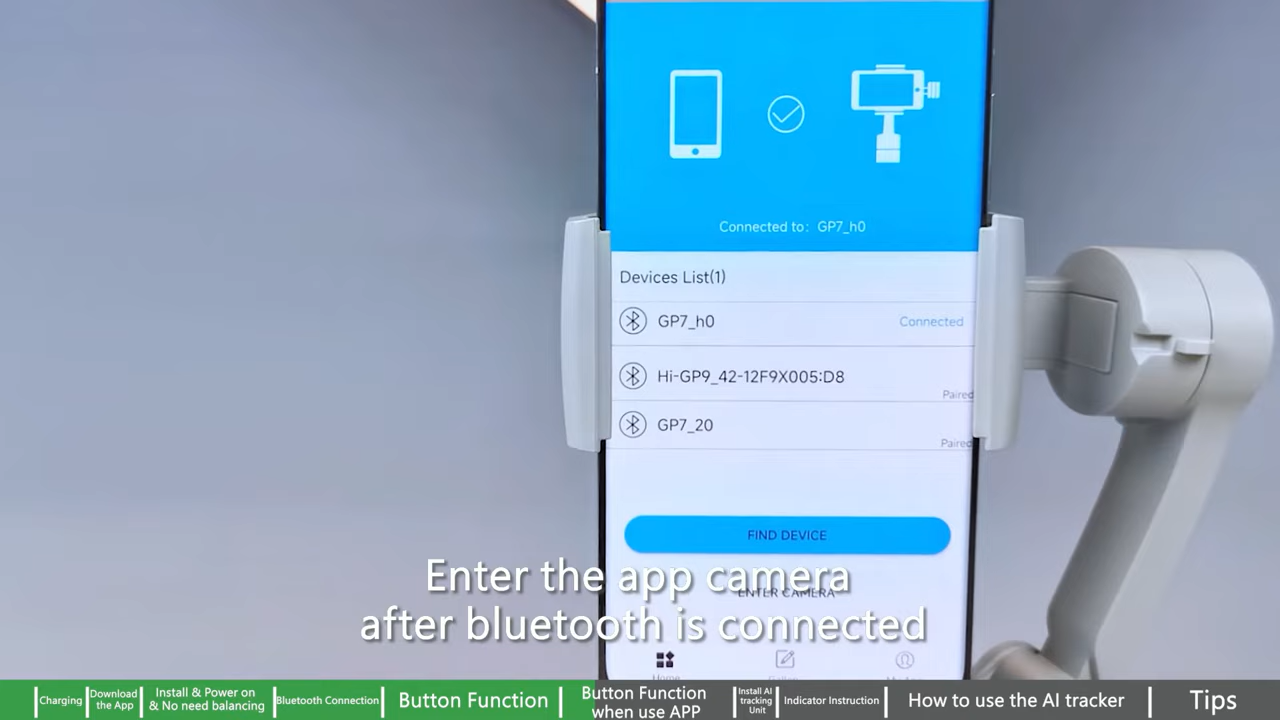 Connected to: GP7_h0
Devices List(1)
GP7_h0
Connected
Hi-GP9_42-12F9X005:D8
Paired
GP7_20
Paired
FIND DEVICE
ENTER CAMERA
Enter the app camera
after bluetooth is connected
Home
Charging
Download
the App
Install & Power on
& No need balancing
Bluetooth Connection
Button Function
Button Function
when use APP
Install AI
tracking
Unit
Indicator Instruction
How to use the AI tracker
Tips